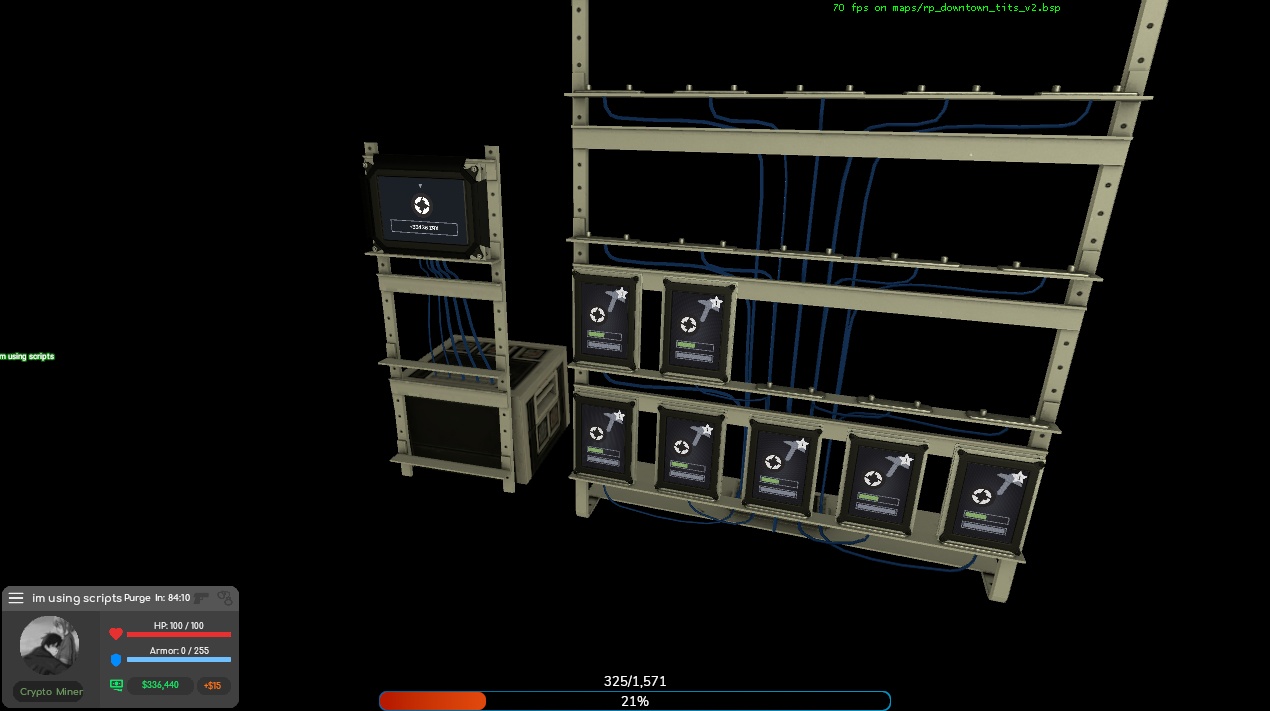 70 fps on maps/rp_downtown_tits_v2.bsp
m using scripts
im using scripts Purge In: 84:10
HP: 100 / 100
Armor: 0 / 255
$336,440 +$15
Crypto Miner
325/1,571
21%